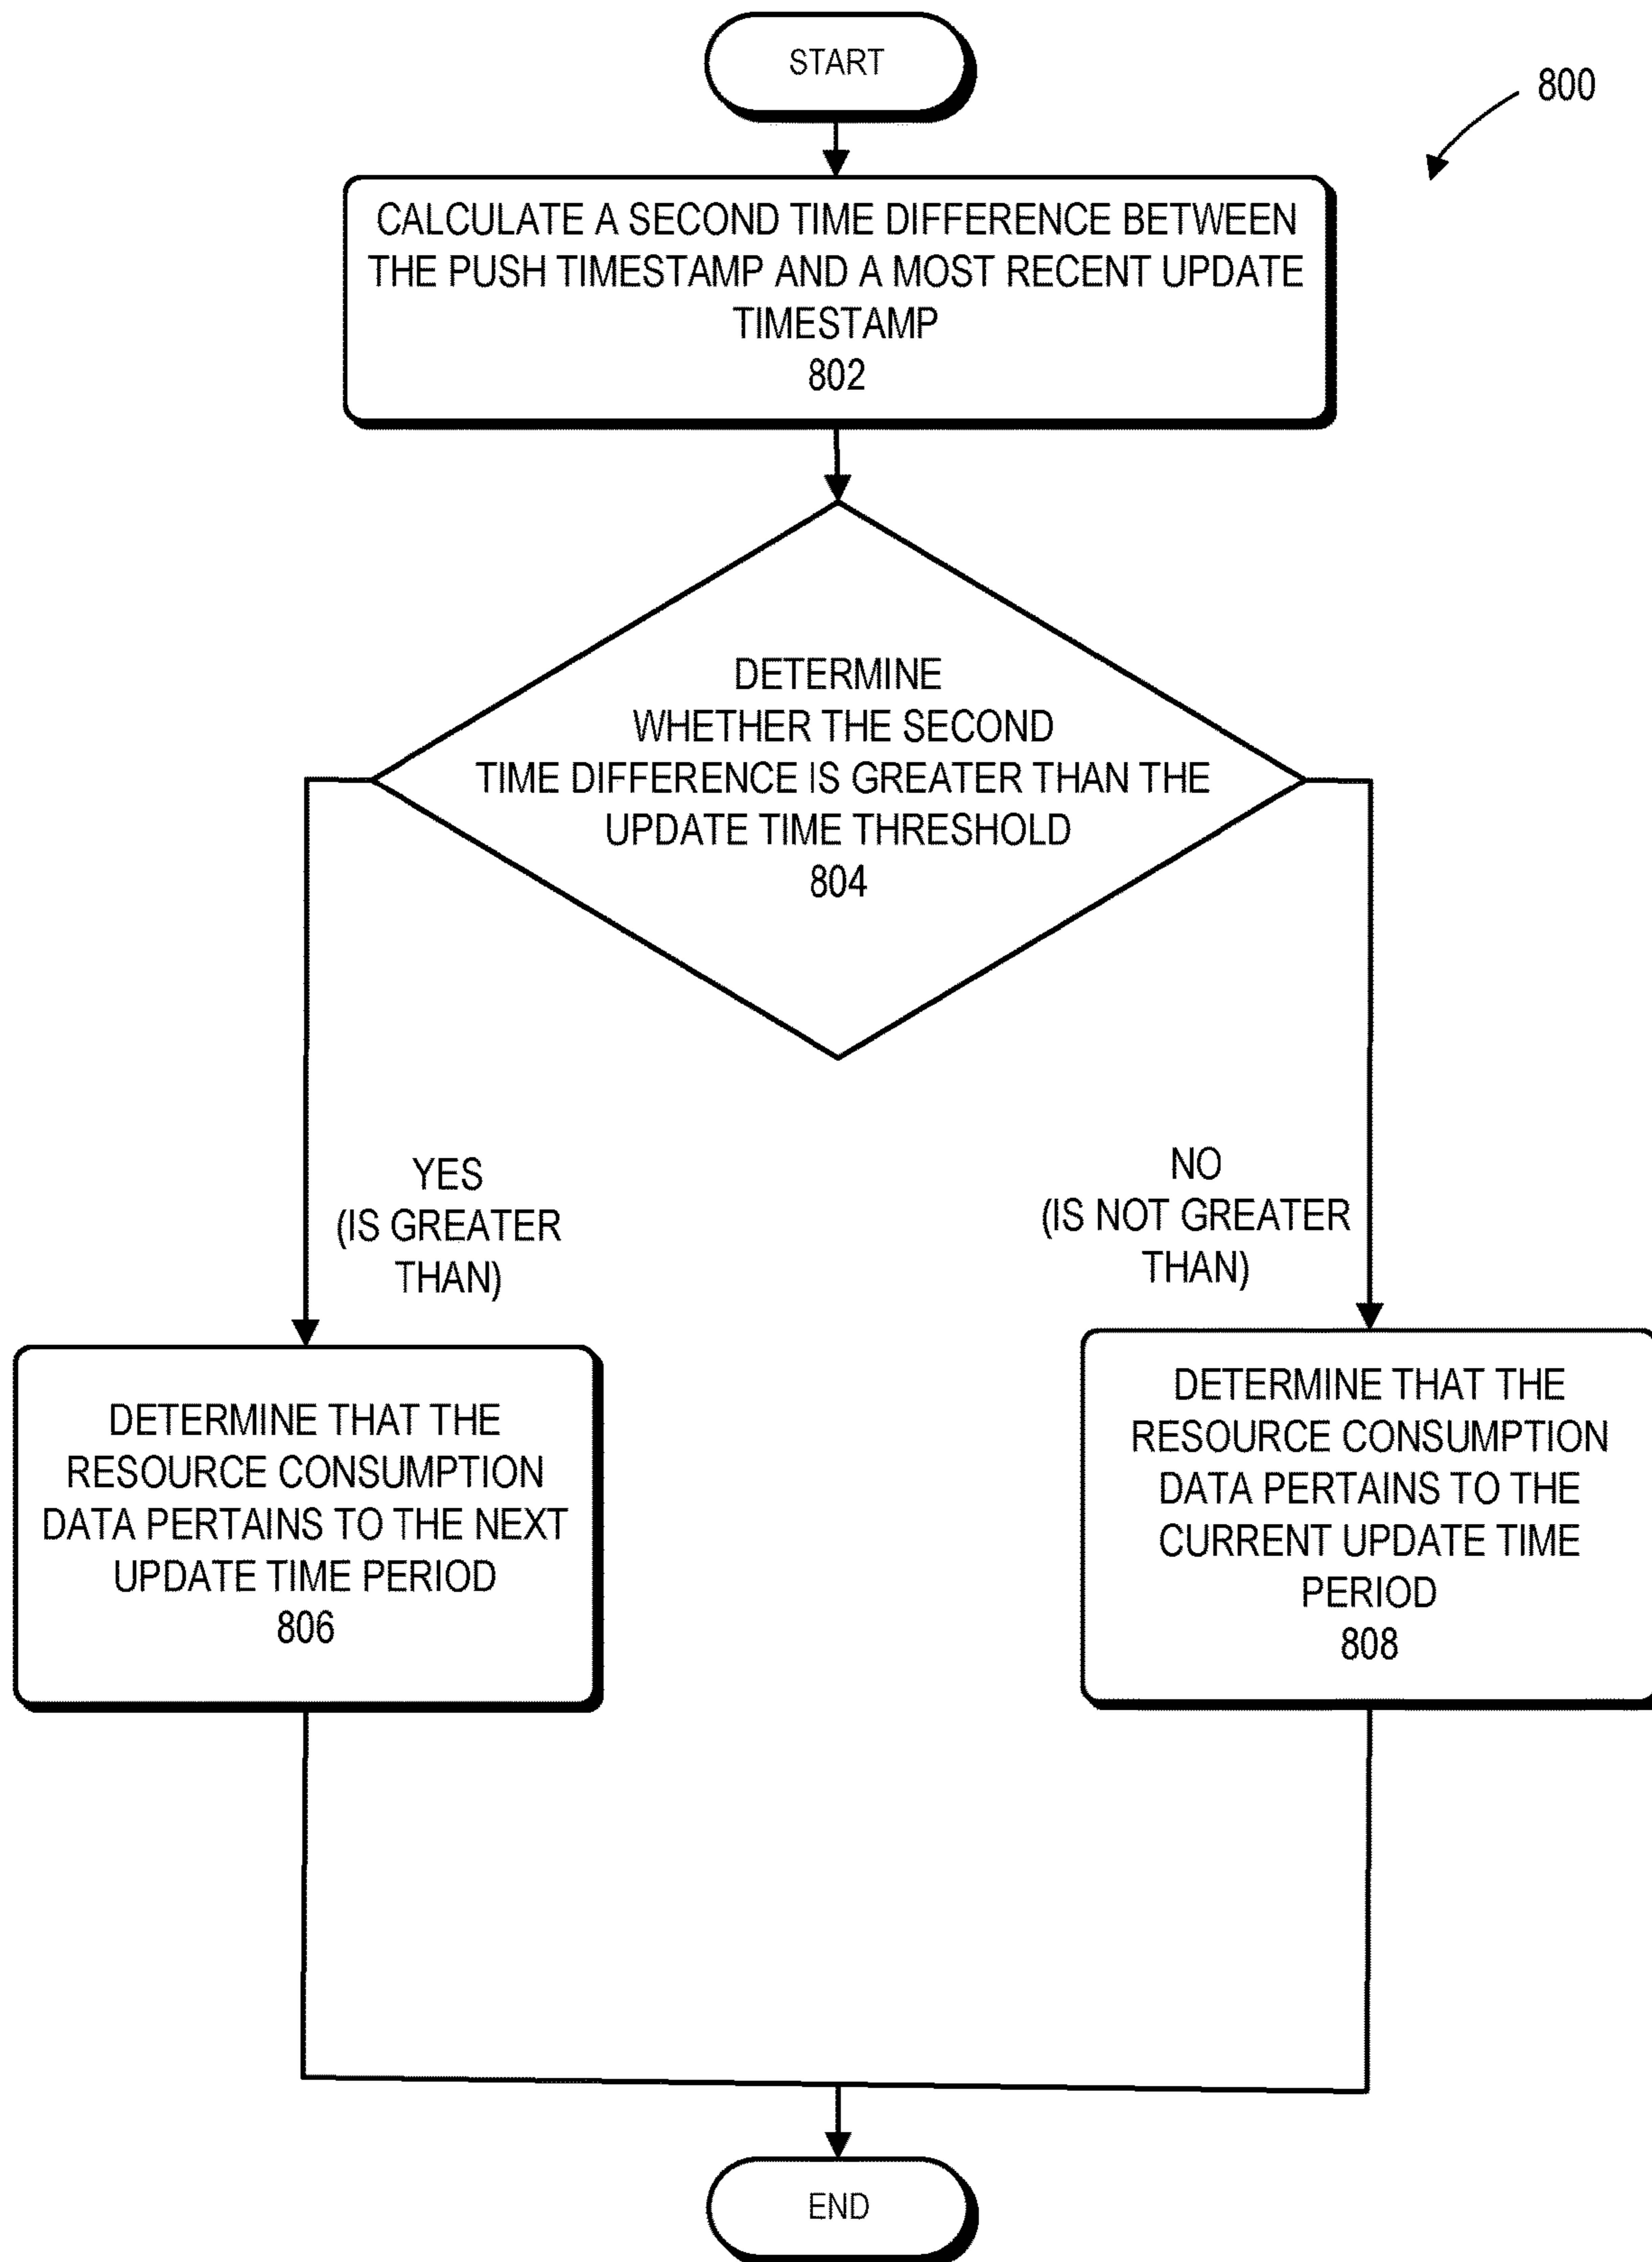 START
800
CALCULATE A SECOND TIME DIFFERENCE BETWEEN
THE PUSH TIMESTAMP AND A MOST RECENT UPDATE
TIMESTAMP
802
DETERMINE
WHETHER THE SECOND
TIME DIFFERENCE IS GREATER THAN THE
UPDATE TIME THRESHOLD
804
YES
(IS GREATER
THAN)
NO
(IS NOT GREATER
THAN)
DETERMINE THAT THE
RESOURCE CONSUMPTION
DATA PERTAINS TO THE NEXT
UPDATE TIME PERIOD
806
DETERMINE THAT THE
RESOURCE CONSUMPTION
DATA PERTAINS TO THE
CURRENT UPDATE TIME
PERIOD
808
END